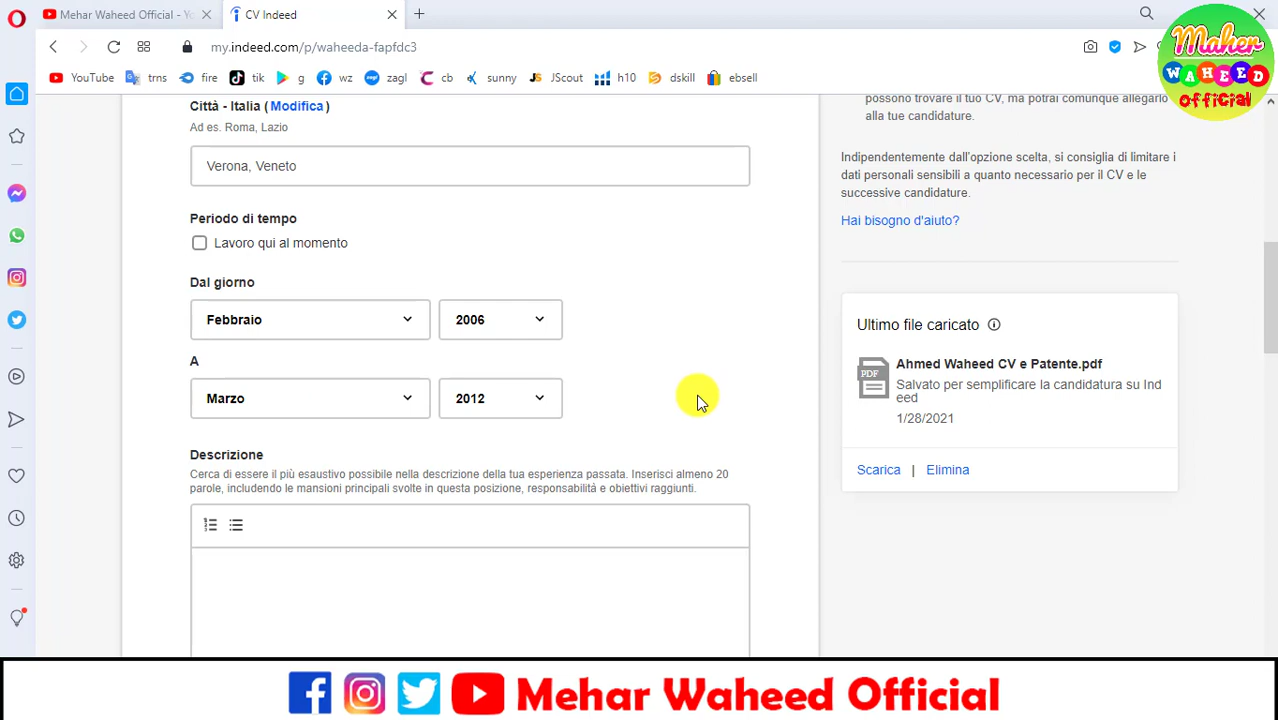 Mehar Waheed Official - Yo
CV Indeed
my.indeed.com/p/waheeda-fapfdc3
YouTube trns fire tik g wz zagl cb sunny JScout h10 dskill ebsell
Maher
WAHEED
official
Città - Italia ( Modifica )
Ad es. Roma, Lazio
Verona, Veneto
Periodo di tempo
Lavoro qui al momento
Dal giorno
Febbraio 2006
A
Marzo 2012
Descrizione
Cerca di essere il più esaustivo possibile nella descrizione della tua esperienza passata. Inserisci almeno 20
parole, includendo le mansioni principali svolte in questa posizione, responsabilità e obiettivi raggiunti.
possono trovare il tuo CV, ma potrai comunque allegarlo
alla tue candidature.
Indipendentemente dall'opzione scelta, si consiglia di limitare i
dati personali sensibili a quanto necessario per il CV e le
successive candidature.
Hai bisogno d'aiuto?
Ultimo file caricato
PDF
Ahmed Waheed CV e Patente.pdf
Salvato per semplificare la candidatura su Ind
eed
1/28/2021
Scarica | Elimina
Mehar Waheed Official